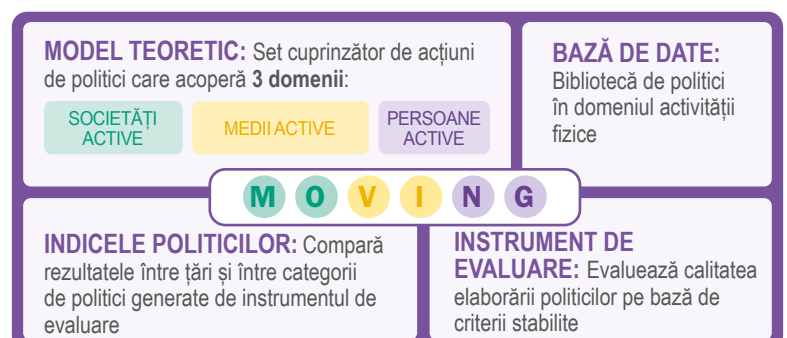 MODEL TEORETIC: Set cuprinzător de acțiuni
de politici care acoperă 3 domenii:
SOCIETĂȚI
ACTIVE
MEDII ACTIVE
PERSOANE
ACTIVE
BAZĂ DE DATE:
Bibliotecă de politici
în domeniul activității
fizice
M O V I N G
INDICELE POLITICILOR: Compară
rezultatele între țări și între categorii
de politici generate de instrumentul de
evaluare
INSTRUMENT DE
EVALUARE: Evaluează calitatea
elaborării politicilor pe bază de
criterii stabilite